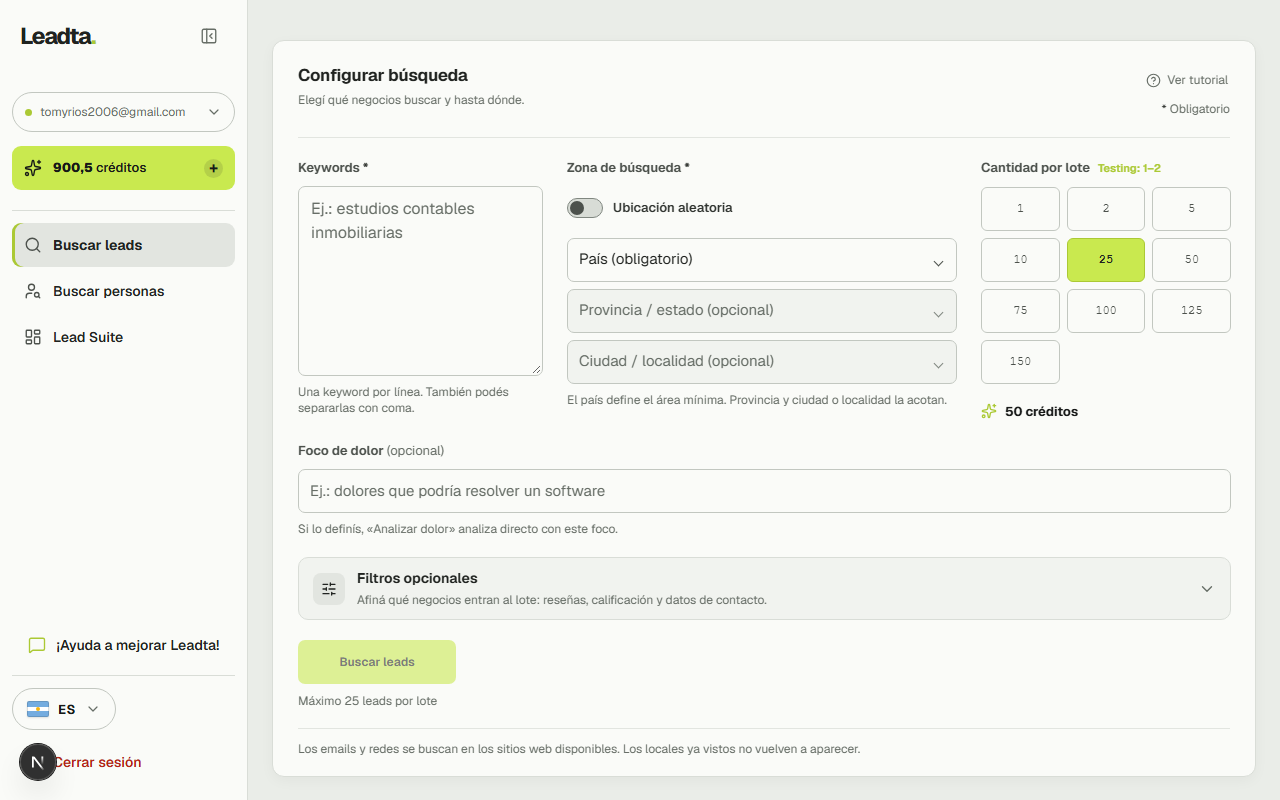 Leadta.
tomyrios2006@gmail.com
900,5 créditos
+
Buscar leads
Buscar personas
Lead Suite
¡Ayuda a mejorar Leadta!
ES
N
Cerrar sesión
Configurar búsqueda
Elegí qué negocios buscar y hasta dónde.
? Ver tutorial
* Obligatorio
Keywords *
Ej.: estudios contables
inmobiliarias
Una keyword por línea. También podés
separarlas con coma.
Zona de búsqueda *
Ubicación aleatoria
País (obligatorio)
Provincia / estado (opcional)
Ciudad / localidad (opcional)
El país define el área mínima. Provincia y ciudad o localidad la acotan.
Cantidad por lote Testing: 1–2
1 2 5
10 25 50
75 100 125
150
50 créditos
Foco de dolor (opcional)
Ej.: dolores que podría resolver un software
Si lo definís, «Analizar dolor» analiza directo con este foco.
Filtros opcionales
Afiná qué negocios entran al lote: reseñas, calificación y datos de contacto.
Buscar leads
Máximo 25 leads por lote
Los emails y redes se buscan en los sitios web disponibles. Los locales ya vistos no vuelven a aparecer.